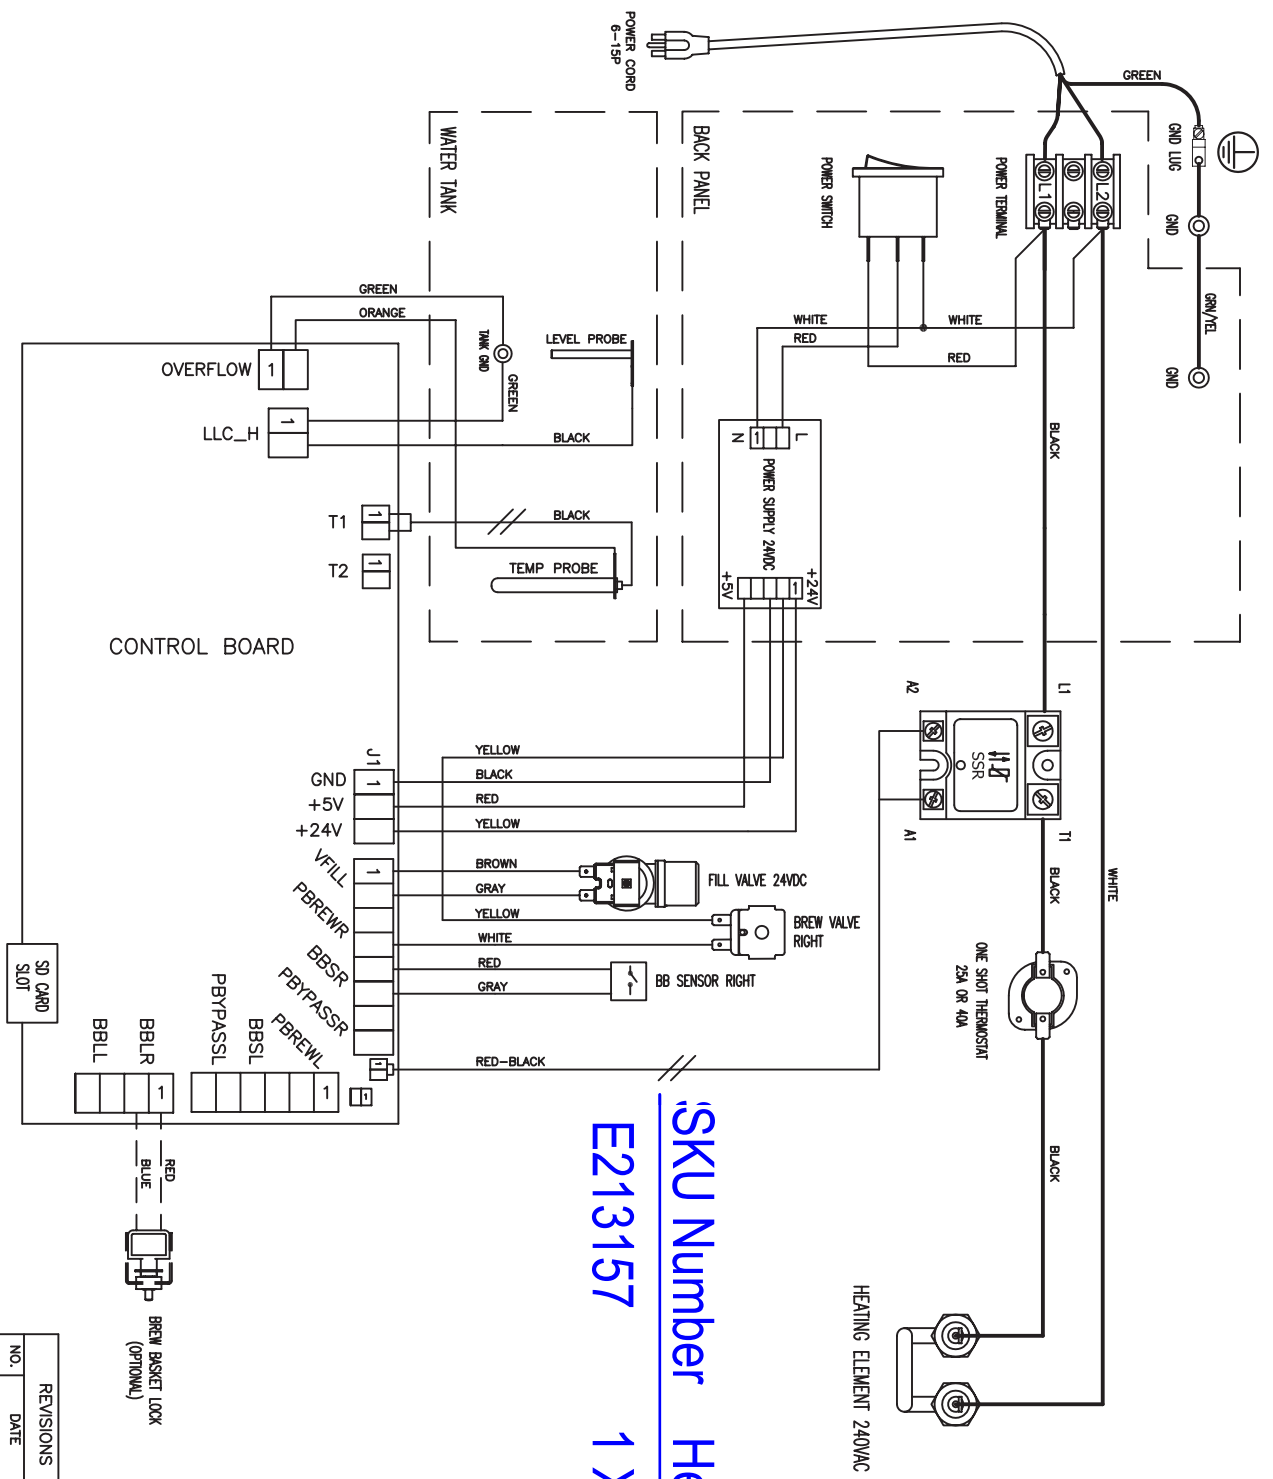 POWER CORD
6-15P
GREEN
GND LUG
GND
GRN/YEL
GND
BACK PANEL
POWER SWITCH
POWER TERMINAL
L1
L2
WHITE
WHITE
RED
RED
BLACK
WATER TANK
GREEN
ORANGE
TANK GND
GREEN
LEVEL PROBE
BLACK
BLACK
TEMP PROBE
N
1
L
POWER SUPPLY 24VDC
+5V
1
+24V
OVERFLOW
1
LLC_H
1
T1
1
T2
1
CONTROL BOARD
J1
GND
1
+5V
+24V
YELLOW
BLACK
RED
YELLOW
VFILL
1
PBREWR
BBSR
PBYPASSR
BROWN
GRAY
YELLOW
WHITE
RED
GRAY
RED-BLACK
FILL VALVE 24VDC
BREW VALVE
RIGHT
BB SENSOR RIGHT
A2
L1
SSR
A1
T1
BLACK
WHITE
ONE SHOT THERMOSTAT
25A OR 40A
BLACK
HEATING ELEMENT 240VAC
SD CARD
SLOT
BBLL
BBLR
1
PBYPASSL
BBSL
PBREWL
1
1
1
RED
BLUE
BREW BASKET LOCK
(OPTIONAL)
SKU Number
E213157
1 X
REVISIONS
NO.
DATE